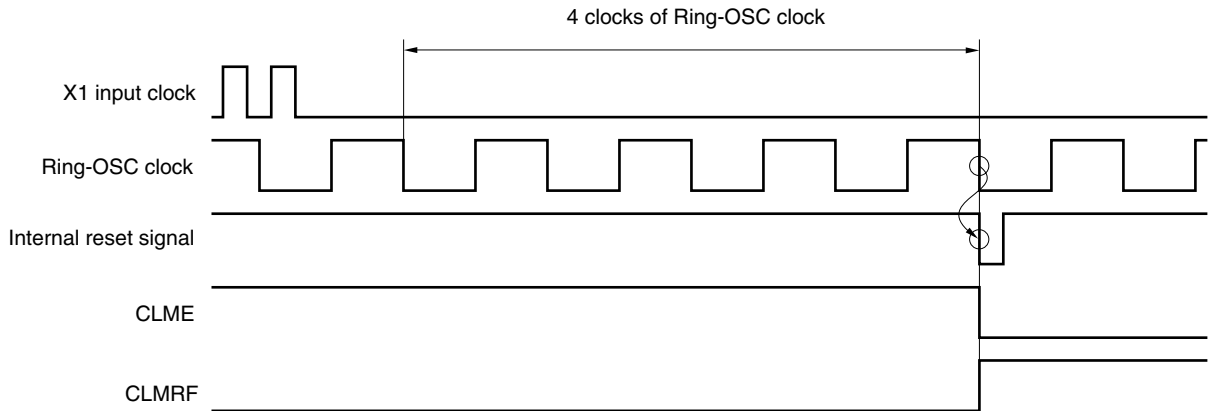 4 clocks of Ring-OSC clock
X1 input clock
Ring-OSC clock
Internal reset signal
CLME
CLMRF